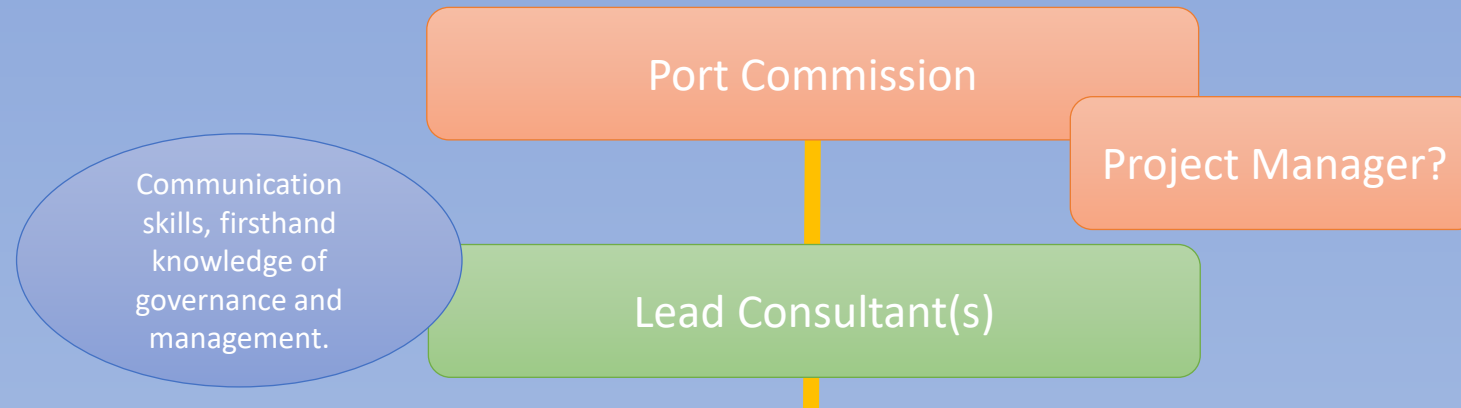 Port Commission
Project Manager?
Communication
skills, firsthand
knowledge of
governance and
management.
Lead Consultant(s)